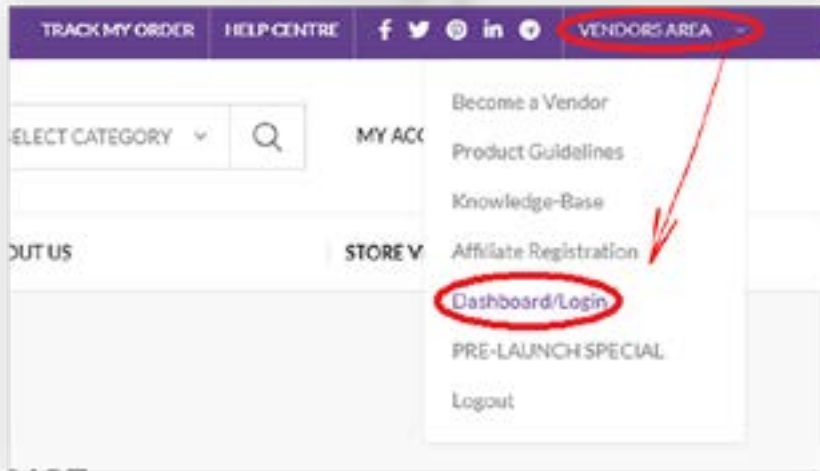 TRACK MY ORDER HELP CENTRE VENDORS AREA
Become a Vendor
ELECT CATEGORY MY ACC
Product Guidelines
Knowledge-Base
OUT US STORE V Affiliate Registration
Dashboard/Login
PRE-LAUNCH SPECIAL
Logout